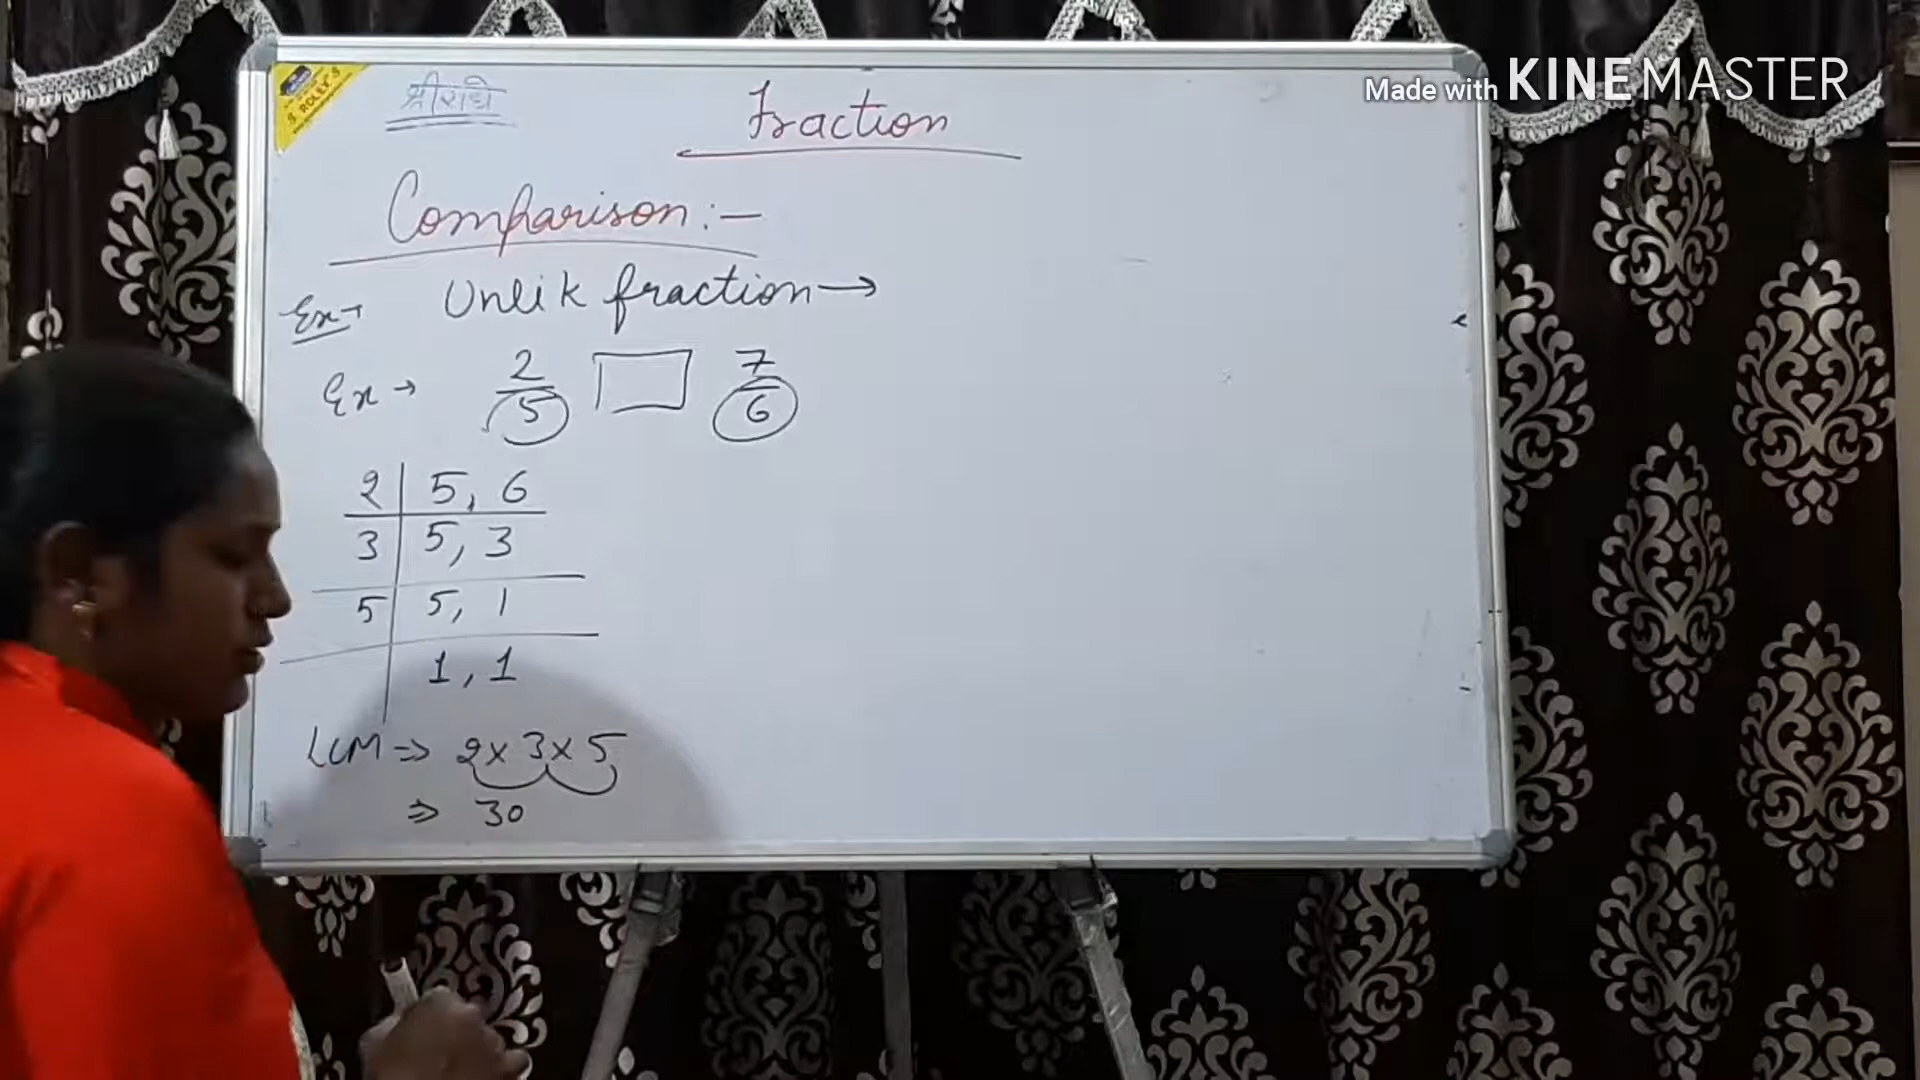 Made with KINEMASTER
ROLEX'S
श्री राधे
Fraction
Comparison:-
Ex→ Unlik fraction→
Ex→ 2/5 □ 7/6
2 | 5, 6
3 | 5, 3
5 | 5, 1
1, 1
LCM ⇒ 2 x 3 x 5
⇒ 30